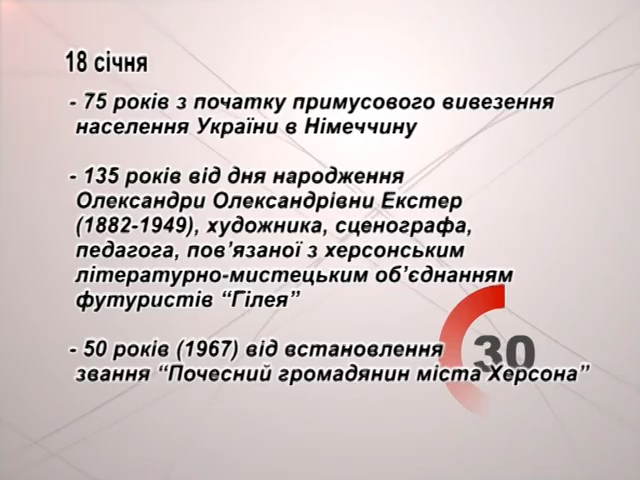 18 січня
- 75 років з початку примусового вивезення
населення України в Німеччину
- 135 років від дня народження
Олександри Олександрівни Екстер
(1882-1949), художника, сценографа,
педагога, пов’язаної з херсонським
літературно-мистецьким об’єднанням
футуристів “Гілея”
- 50 років (1967) від встановлення
звання “Почесний громадянин міста Херсона”
30